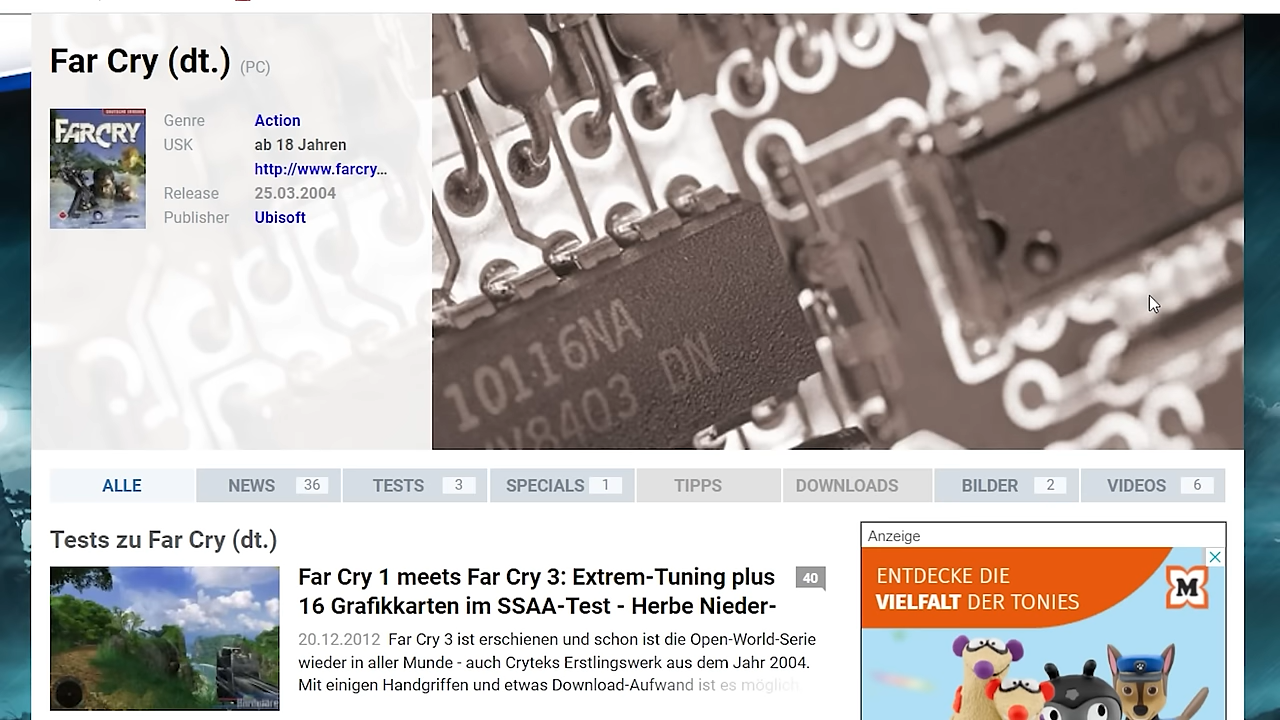 Far Cry (dt.) (PC)
FARCRY
Genre Action
USK ab 18 Jahren
http://www.farcry...
Release 25.03.2004
Publisher Ubisoft
10116NA
8403 DN
ALLE NEWS 36 TESTS 3 SPECIALS 1 TIPPS DOWNLOADS BILDER 2 VIDEOS 6
Tests zu Far Cry (dt.)
Far Cry 1 meets Far Cry 3: Extrem-Tuning plus 40
16 Grafikkarten im SSAA-Test - Herbe Nieder-
20.12.2012 Far Cry 3 ist erschienen und schon ist die Open-World-Serie
wieder in aller Munde - auch Cryteks Erstlingswerk aus dem Jahr 2004.
Mit einigen Handgriffen und etwas Download-Aufwand ist es möglich
Anzeige
ENTDECKE DIE
VIELFALT DER TONIES
M